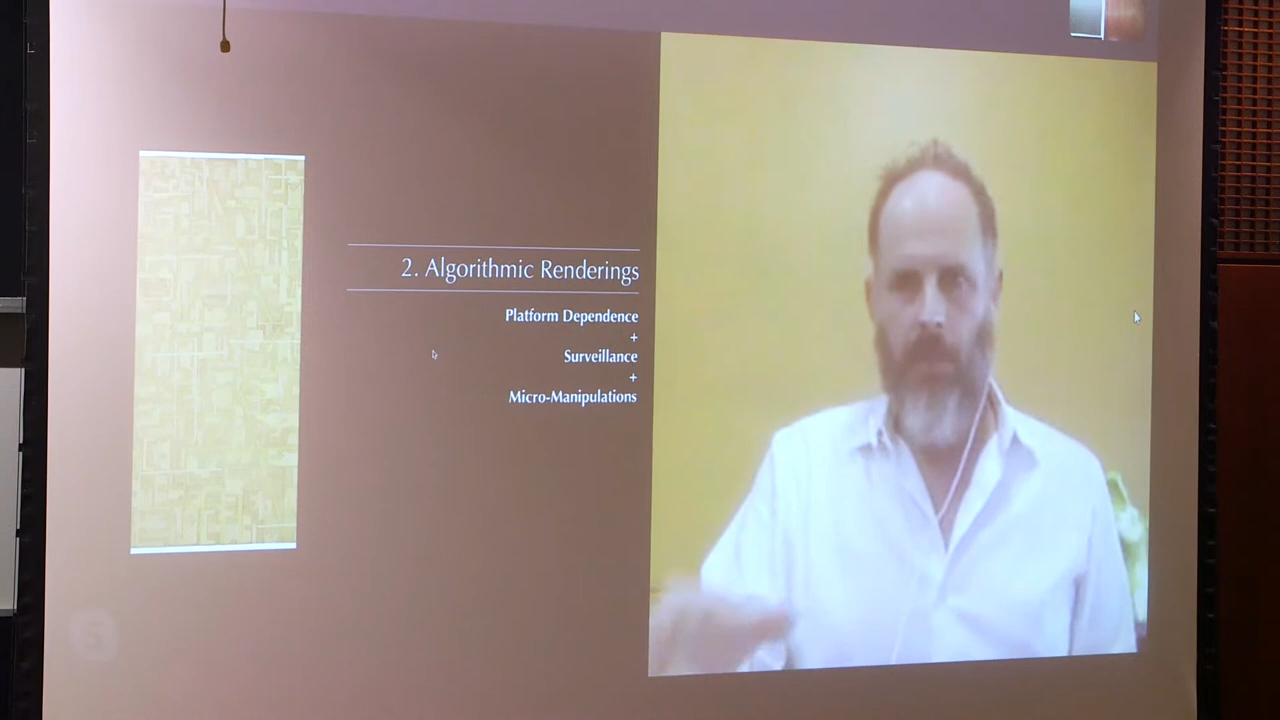 2. Algorithmic Renderings
Platform Dependence
+
Surveillance
+
Micro-Manipulations